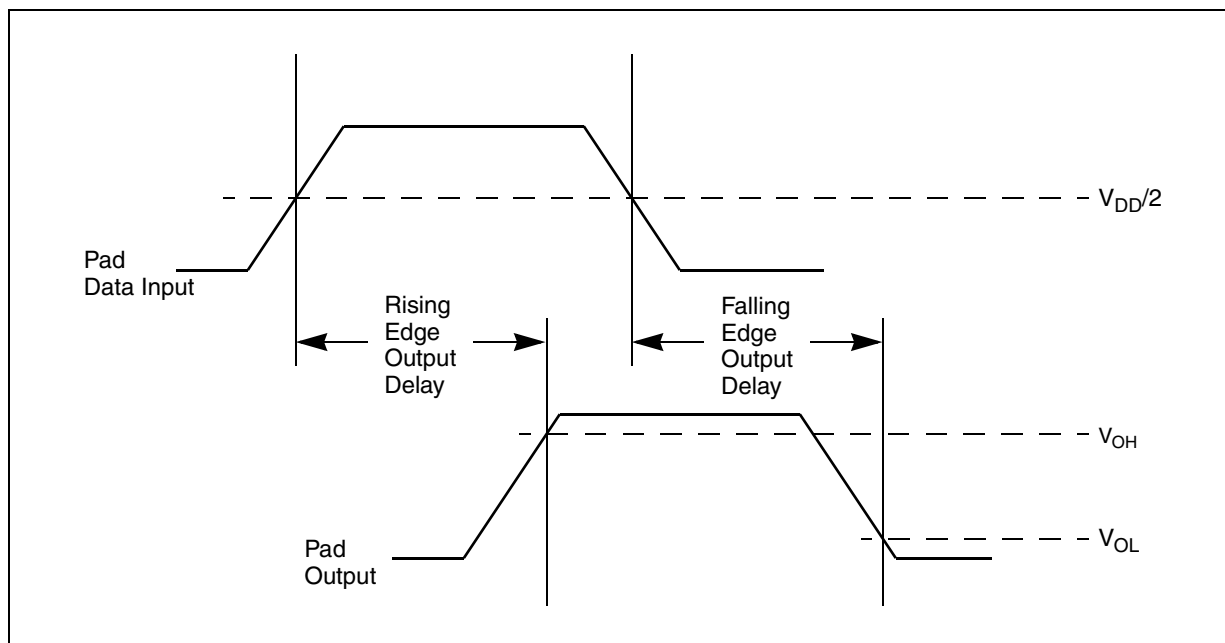 V_DD/2
Pad
Data Input
Rising
Edge
Output
Delay
Falling
Edge
Output
Delay
V_OH
V_OL
Pad
Output